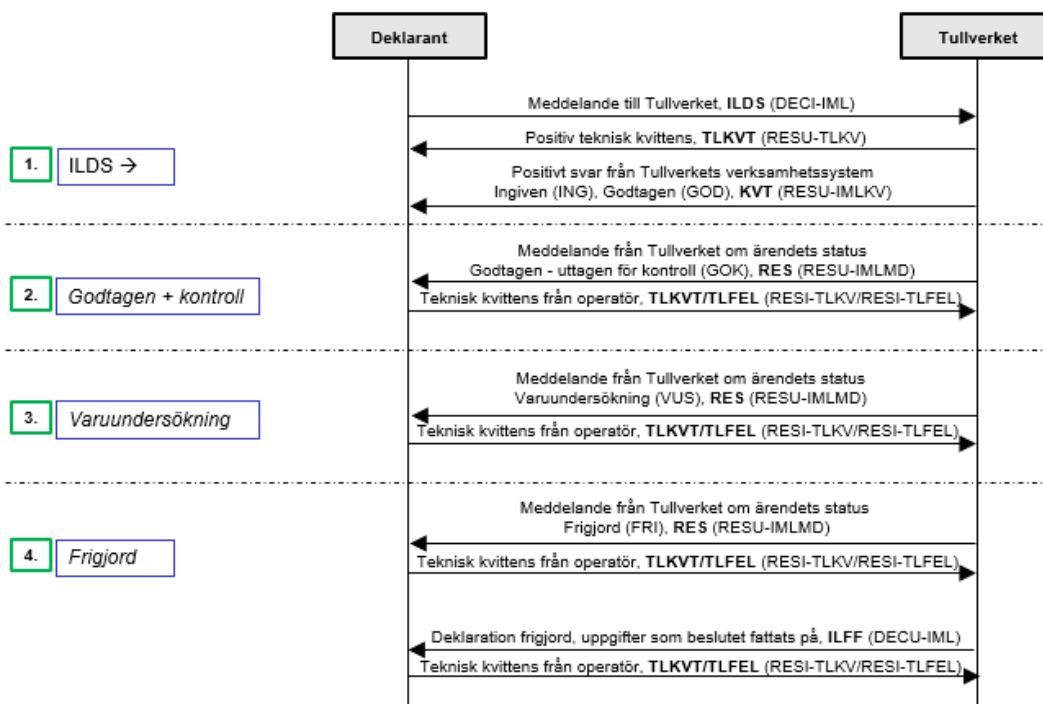 Deklarant
Tullverket
Meddelande till Tullverket, ILDS (DECI-IML)
Positiv teknisk kvittens, TLKVT (RESU-TLKV)
1.
ILDS →
Positivt svar från Tullverkets verksamhetssystem
Ingiven (ING), Godtagen (GOD), KVT (RESU-IMLKV)
Meddelande från Tullverket om ärendets status
Godtagen - uttagen för kontroll (GOK), RES (RESU-IMLMD)
2.
Godtagen + kontroll
Teknisk kvittens från operatör, TLKVT/TLFEL (RESI-TLKV/RESI-TLFEL)
Meddelande från Tullverket om ärendets status
Varuundersökning (VUS), RES (RESU-IMLMD)
3.
Varuundersökning
Teknisk kvittens från operatör, TLKVT/TLFEL (RESI-TLKV/RESI-TLFEL)
Meddelande från Tullverket om ärendets status
Frigjord (FRI), RES (RESU-IMLMD)
4.
Frigjord
Teknisk kvittens från operatör, TLKVT/TLFEL (RESI-TLKV/RESI-TLFEL)
Deklaration frigjord, uppgifter som beslutet fattats på, ILFF (DECU-IML)
Teknisk kvittens från operatör, TLKVT/TLFEL (RESI-TLKV/RESI-TLFEL)